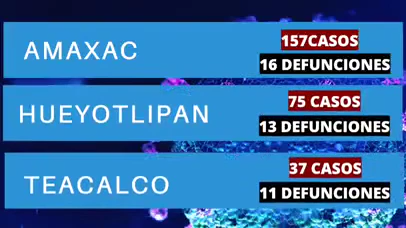 AMAXAC
157CASOS
16 DEFUNCIONES
HUEYOTLIPAN
75 CASOS
13 DEFUNCIONES
TEACALCO
37 CASOS
11 DEFUNCIONES